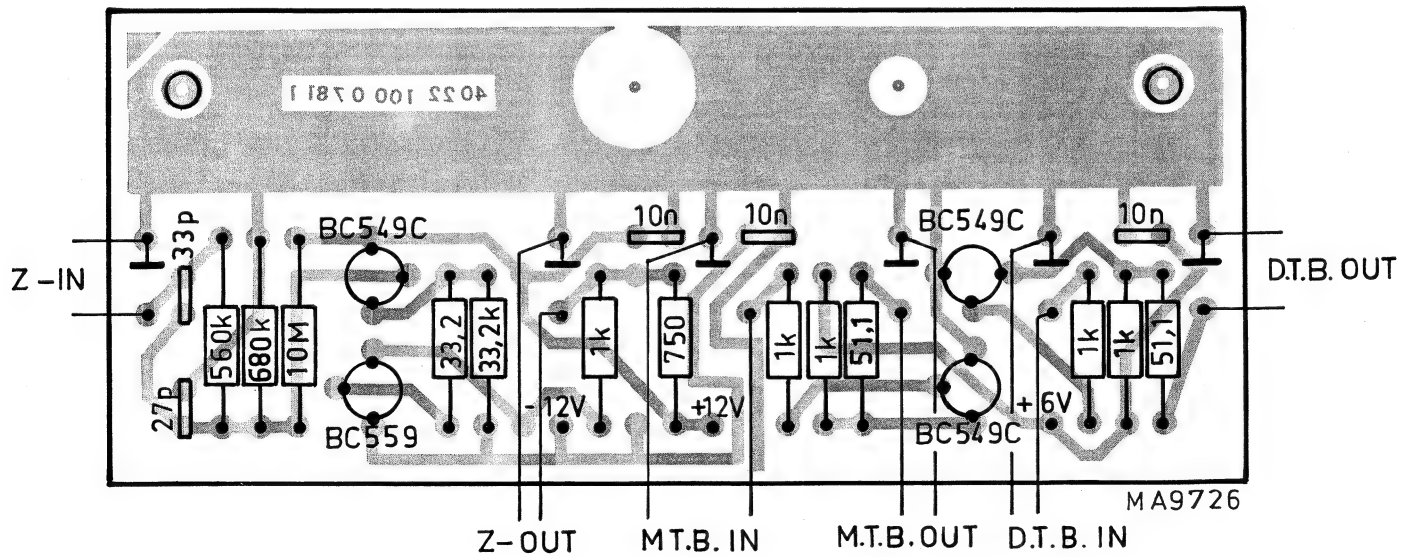 4022 100 0781 1
33p
BC549C
10n
10n
BC549C
10n
Z-IN
D.T.B. OUT
560k
680k
10M
33,2
33,2k
1k
750
1k
1k
51,1
1k
1k
51,1
27p
-12V
+12V
+6V
BC559
BC549C
MA9726
Z-OUT
M.T.B. IN
M.T.B. OUT
D.T.B. IN